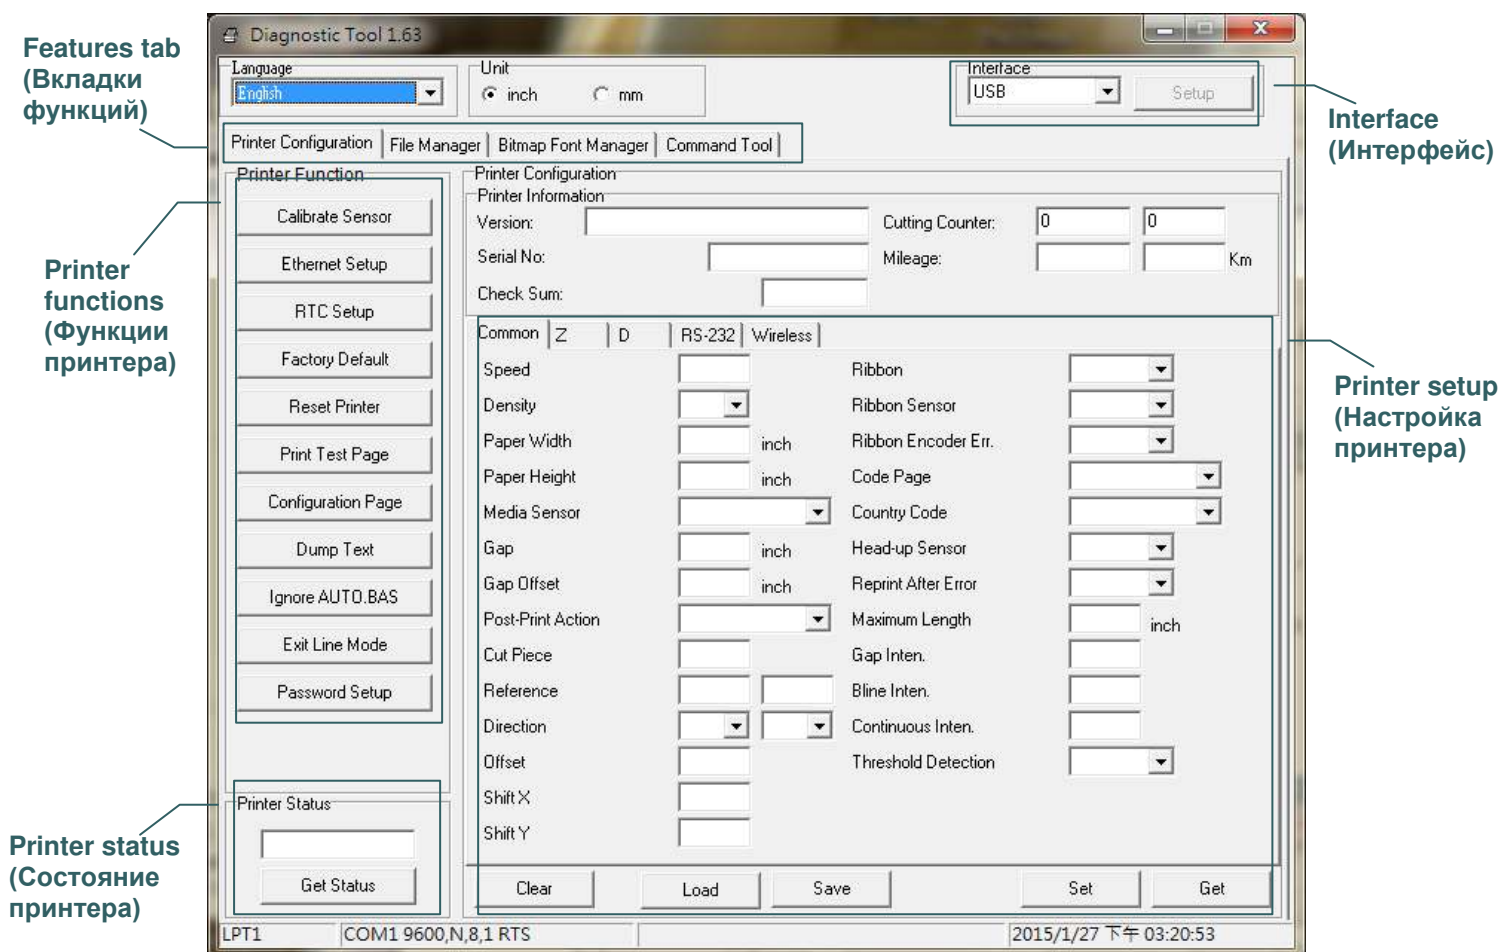 Features tab
(Вкладки
функций)
Diagnostic Tool 1.63
Language
English
Unit
inch
mm
Interface
USB
Setup
Interface
(Интерфейс)
Printer Configuration
File Manager
Bitmap Font Manager
Command Tool
Printer Function
Calibrate Sensor
Ethernet Setup
RTC Setup
Factory Default
Reset Printer
Print Test Page
Configuration Page
Dump Text
Ignore AUTO.BAS
Exit Line Mode
Password Setup
Printer
functions
(Функции
принтера)
Printer Configuration
Printer Information
Version:
Cutting Counter:
0
0
Serial No:
Mileage:
Km
Check Sum:
Common
Z
D
RS-232
Wireless
Speed
Ribbon
Density
Ribbon Sensor
Paper Width
inch
Ribbon Encoder Err.
Paper Height
inch
Code Page
Media Sensor
Country Code
Gap
inch
Head-up Sensor
Gap Offset
inch
Reprint After Error
Post-Print Action
Maximum Length
inch
Cut Piece
Gap Inten.
Reference
Bline Inten.
Direction
Continuous Inten.
Offset
Threshold Detection
Shift X
Shift Y
Printer setup
(Настройка
принтера)
Printer Status
Get Status
Printer status
(Состояние
принтера)
Clear
Load
Save
Set
Get
LPT1
COM1 9600,N,8,1 RTS
2015/1/27 下午 03:20:53